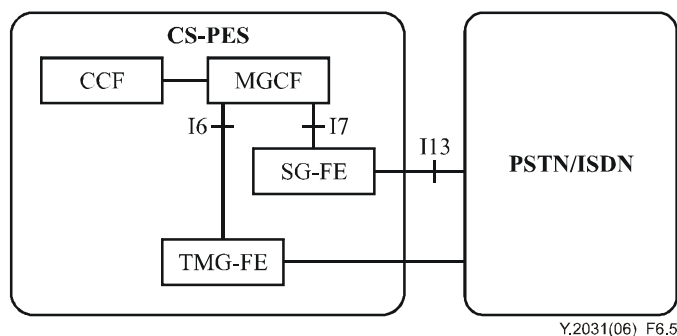 CS-PES
CCF
MGCF
I6
I7
I13
SG-FE
PSTN/ISDN
TMG-FE
Y.2031(06)_F6.5